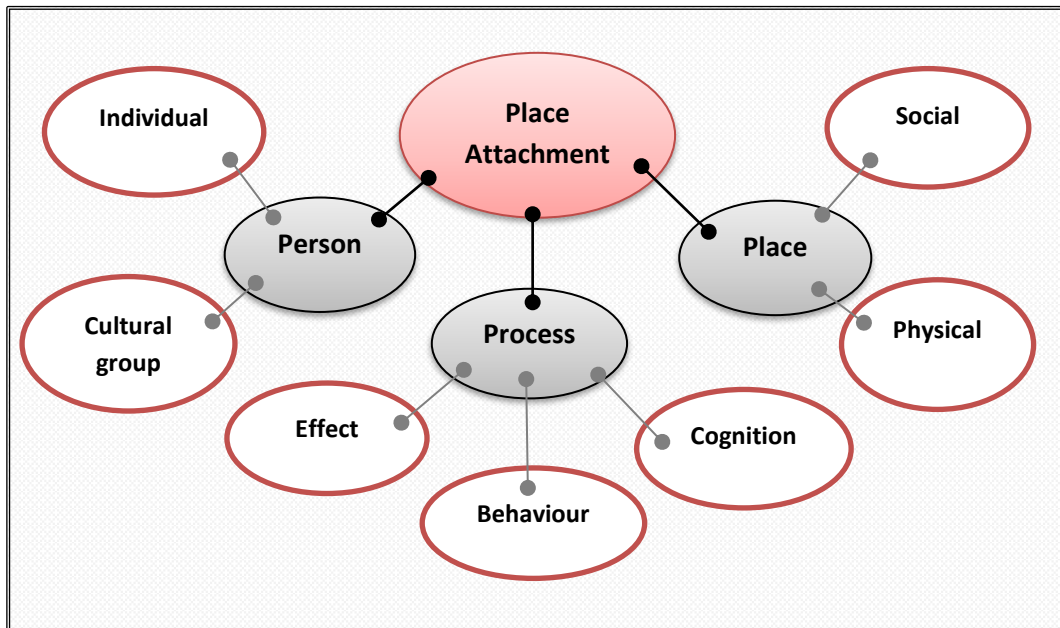 Place
Attachment
Individual
Social
Person
Place
Cultural
group
Process
Physical
Effect
Cognition
Behaviour